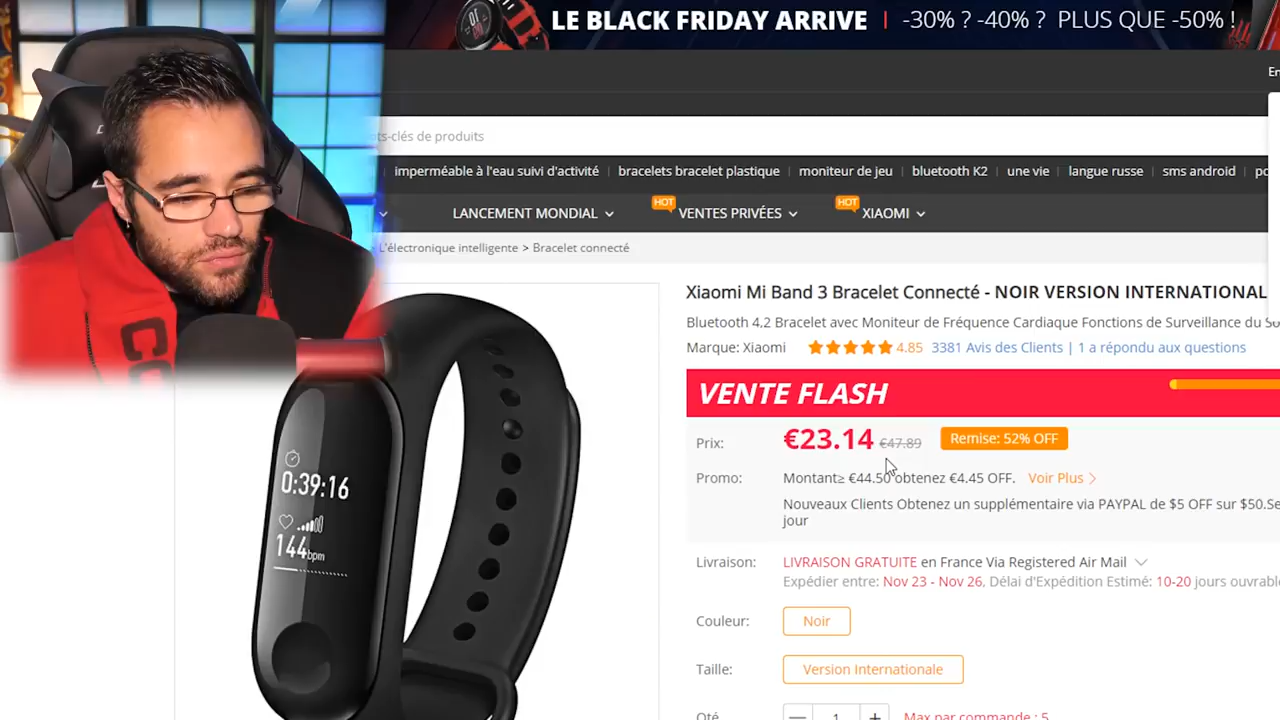 LE BLACK FRIDAY ARRIVE | -30% ? -40% ? PLUS QUE -50% !
mots-clés de produits
imperméable à l'eau suivi d'activité | bracelets bracelet plastique | moniteur de jeu | bluetooth K2 | une vie | langue russe | sms android
LANCEMENT MONDIAL HOT VENTES PRIVÉES HOT XIAOMI
L'électronique intelligente > Bracelet connecté
Xiaomi Mi Band 3 Bracelet Connecté - NOIR VERSION INTERNATIONAL
Bluetooth 4,2 Bracelet avec Moniteur de Fréquence Cardiaque Fonctions de Surveillance du
Marque: Xiaomi 4.85 3381 Avis des Clients | 1 a répondu aux questions
VENTE FLASH
Prix: €23.14 €47.89 Remise: 52% OFF
Promo: Montant≥ €44.50 obtenez €4.45 OFF. Voir Plus >
Nouveaux Clients Obtenez un supplémentaire via PAYPAL de $5 OFF sur $50.
jour
Livraison: LIVRAISON GRATUITE en France Via Registered Air Mail
Expédier entre: Nov 23 - Nov 26, Délai d'Expédition Estimé: 10-20 jours
Couleur: Noir
Taille: Version Internationale
Qté — 1 + Max par commande : 5
0:39:16
144bpm